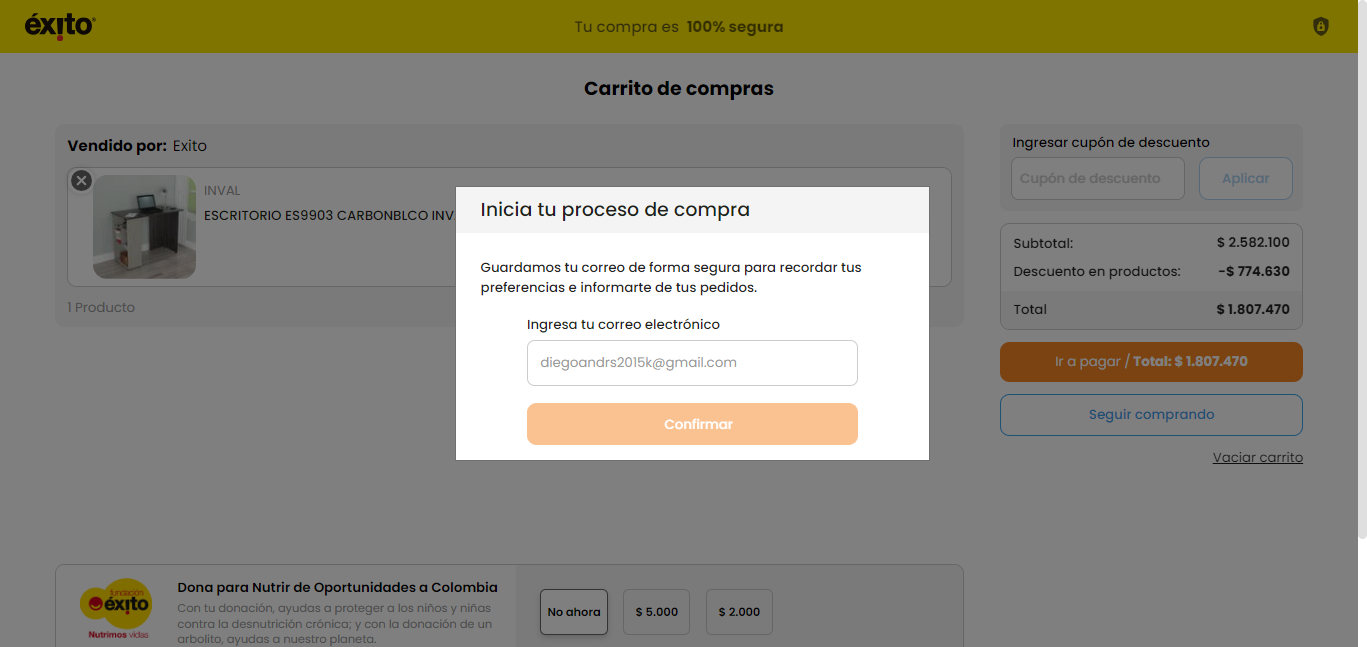 éxito
Tu compra es 100% segura
Carrito de compras
Vendido por: Exito
INVAL
ESCRITORIO ES9903 CARBONBLCO INV
1 Producto
Inicia tu proceso de compra
Guardamos tu correo de forma segura para recordar tus
preferencias e informarte de tus pedidos.
Ingresa tu correo electrónico
diegoandrs2015k@gmail.com
Confirmar
Ingresar cupón de descuento
Cupón de descuento Aplicar
Subtotal: $ 2.582.100
Descuento en productos: -$ 774.630
Total $ 1.807.470
Ir a pagar / Total: $ 1.807.470
Seguir comprando
Vaciar carrito
fundación
éxito
Nutrimos vidas
Dona para Nutrir de Oportunidades a Colombia
Con tu donación, ayudas a proteger a los niños y niñas
contra la desnutrición crónica; y con la donación de un
arbolito, ayudas a nuestro planeta.
No ahora $ 5.000 $ 2.000